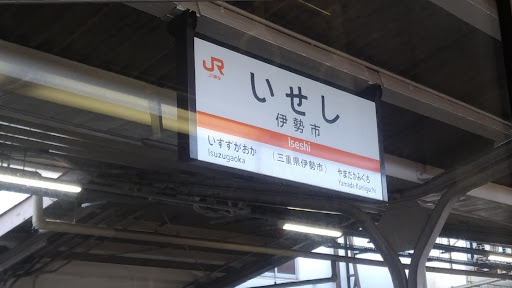 JR
いせし
伊勢市
Iseshi
いすずがおか
Isuzugaoka
(三重県伊勢市)
やまだかみぐち
Yamada-Kamiguchi